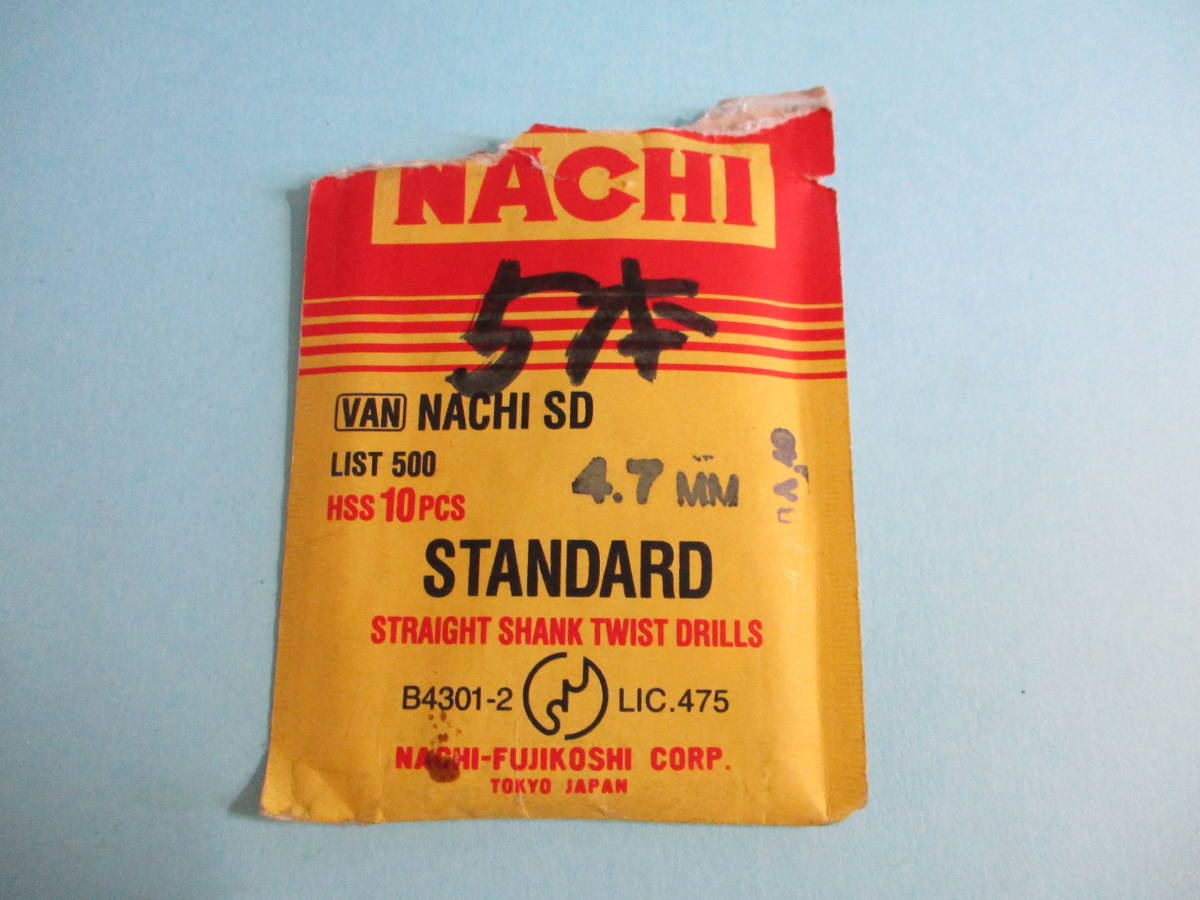 NACHI
5本
VAN NACHI SD
LIST 500
4.7 MM
HSS 10 PCS
STANDARD
STRAIGHT SHANK TWIST DRILLS
B4301-2 LIC.475
NACHI-FUJIKOSHI CORP.
TOKYO JAPAN